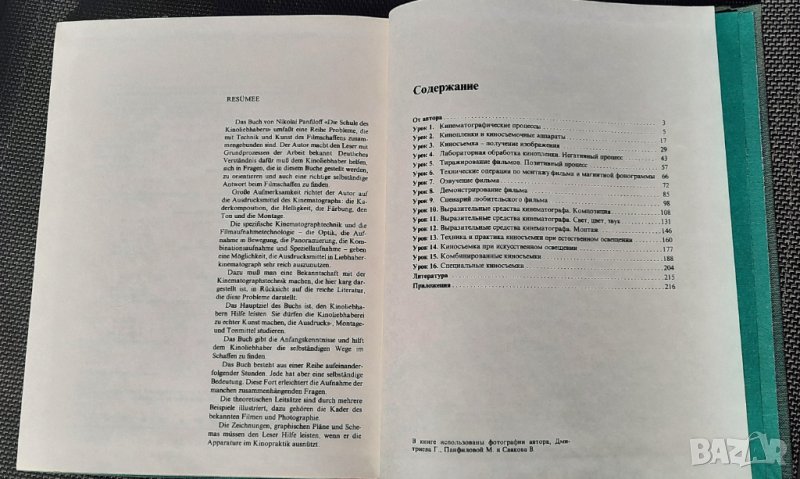 RESÜMEE
Das Buch von Nikolai Panfiloff «Die Schule des
Kinoliebhabers» umfaßt eine Reihe Probleme, die
mit Technik und Kunst des Filmschaffens zusam-
mengebunden sind. Der Autor macht den Leser mit
Grundprozessen der Arbeit bekannt. Deutliches
Verständnis dafür muß dem Kinoliebhaber helfen,
sich in Fragen, die in diesem Buche gestellt werden,
zu orientieren und auch eine richtige selbständige
Antwort beim Filmschaffen zu finden.
Große Aufmerksamkeit richtet der Autor auf
die Ausdrucksmittel des Kinematographs: die Ka-
derkomposition, die Helligkeit, die Färbung, den
Ton und die Montage.
Die spezifische Kinematographtechnik und die
Filmaufnahmetechnologie – die Optik, die Auf-
nahme in Bewegung, die Panoramierung, die Kom-
binationsaufnahme und Speziellaufnahme, – geben
eine Möglichkeit, die Ausdrucksmittel in Liebhaber-
kinematograph sehr reich auszunutzen.
Dazu muß man eine Bekanntschaft mit der
Kinematographstechnik machen, die hier karg dar-
gestellt ist, in Rücksicht auf die reiche Literatur,
die diese Probleme darstellt.
Das Hauptziel des Buchs ist, den Kinoliebha-
bern Hilfe leisten: Sie dürfen die Kinoliebhaberei
zu echter Kunst machen, die Ausdrucks-, Montage-
und Tonmittel studieren.
Das Buch gibt die Anfangskenntnisse und hilft
dem Kinoliebhaber die selbständigen Wege im
Schaffen zu finden.
Das Buch besteht aus einer Reihe aufeinander-
folgender Stunden. Jede hat aber eine selbständige
Bedeutung. Diese Fort erleichtert die Aufnahme der
manchen zusammenhängenden Fragen.
Die theoretischen Leitsätze sind durch mehrere
Beispiele illustriert, dazu gehören die Kader des
bekannten Filmen und Photographie.
Die Zeichnungen, graphischen Pläne und Sche-
mas müssen den Leser Hilfe leisten, wenn er die
Apparature im Kinopraktik ausnützt.
Содержание
От автора 3
Урок 1. Кинематографические процессы 5
Урок 2. Кинопленки и киносъемочные аппараты 17
Урок 3. Киносъемка – получение изображения 29
Урок 4. Лабораторная обработка кинопленки. Негативный процесс 43
Урок 5. Тиражирование фильмов. Позитивный процесс 57
Урок 6. Технические операции по монтажу фильма и магнитной фонограммы 66
Урок 7. Озвучение фильма 72
Урок 8. Демонстрирование фильма 85
Урок 9. Сценарий любительского фильма 98
Урок 10. Выразительные средства кинематографа. Композиция 108
Урок 11. Выразительные средства кинематографа. Свет, цвет, звук 131
Урок 12. Выразительные средства кинематографа. Монтаж 146
Урок 13. Техника и практика киносъемки при естественном освещении 160
Урок 14. Киносъемка при искусственном освещении 177
Урок 15. Комбинированные киносъемки 188
Урок 16. Специальные киносъемки 204
Литература 215
Приложения 216
В книге использованы фотографии автора, Дми-
триева Г., Панфиловой М. и Савкова В.
BAZAR